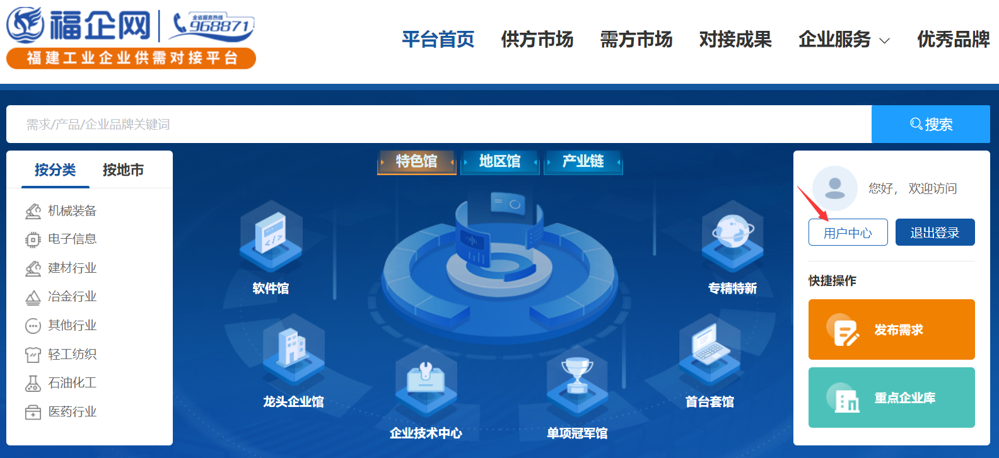 福企网
全省服务热线
968871
福建工业企业供需对接平台
平台首页 供方市场 需方市场 对接成果 企业服务 优秀品牌
需求/产品/企业品牌关键词
搜索
按分类 按地市
机械装备
电子信息
建材行业
冶金行业
其他行业
轻工纺织
石油化工
医药行业
特色馆 地区馆 产业链
软件馆
专精特新
龙头企业馆
首台套馆
企业技术中心
单项冠军馆
您好， 欢迎访问
用户中心 退出登录
快捷操作
发布需求
重点企业库